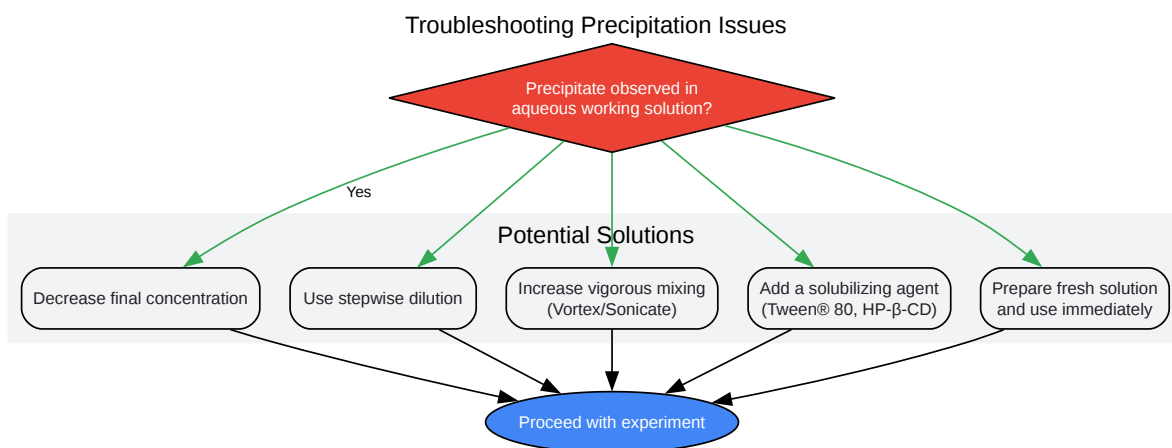 Troubleshooting Precipitation Issues
Precipitate observed in
aqueous working solution?
Yes
Potential Solutions
Decrease final concentration
Use stepwise dilution
Increase vigorous mixing
(Vortex/Sonicate)
Add a solubilizing agent
(Tween® 80, HP-β-CD)
Prepare fresh solution
and use immediately
Proceed with experiment